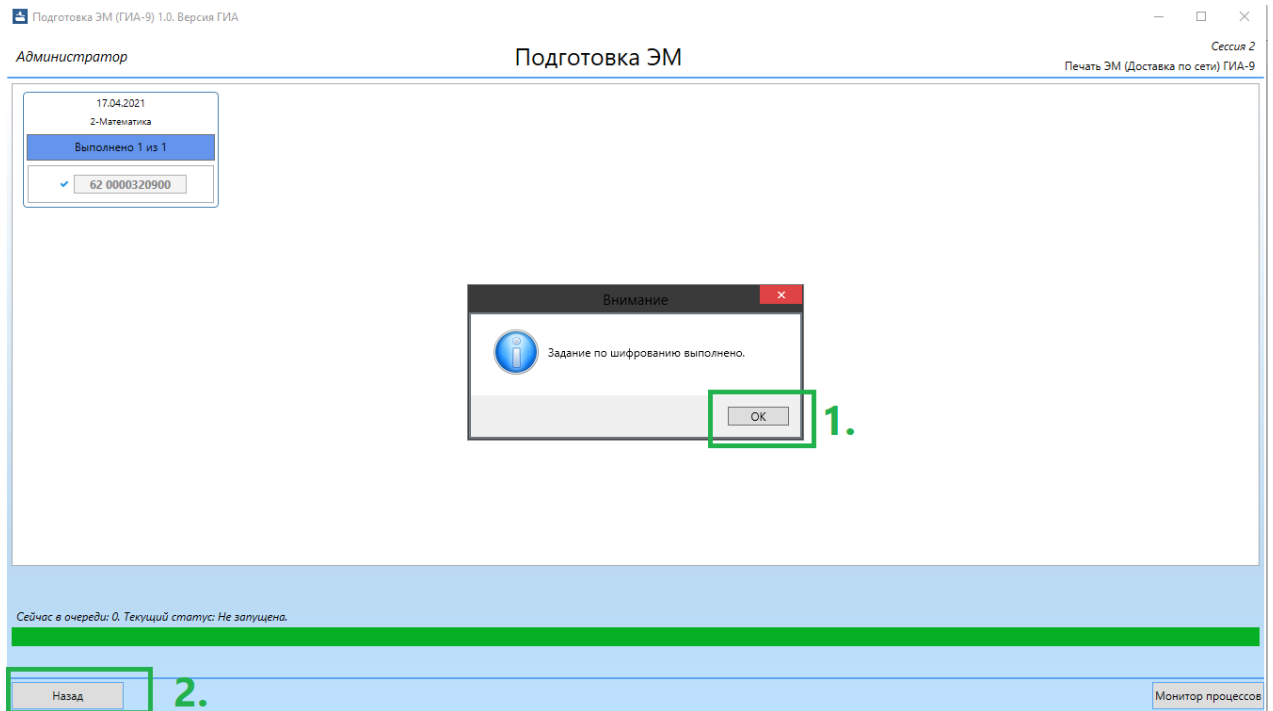 Подготовка ЭМ (ГИА-9) 1.0. Версия ГИА
Администратор
Подготовка ЭМ
Сессия 2
Печать ЭМ (Доставка по сети) ГИА-9
17.04.2021
2-Математика
Выполнено 1 из 1
62 0000320900
Внимание
Задание по шифрованию выполнено.
OK
1.
Сейчас в очереди: 0. Текущий статус: Не запущена.
Назад
2.
Монитор процессов